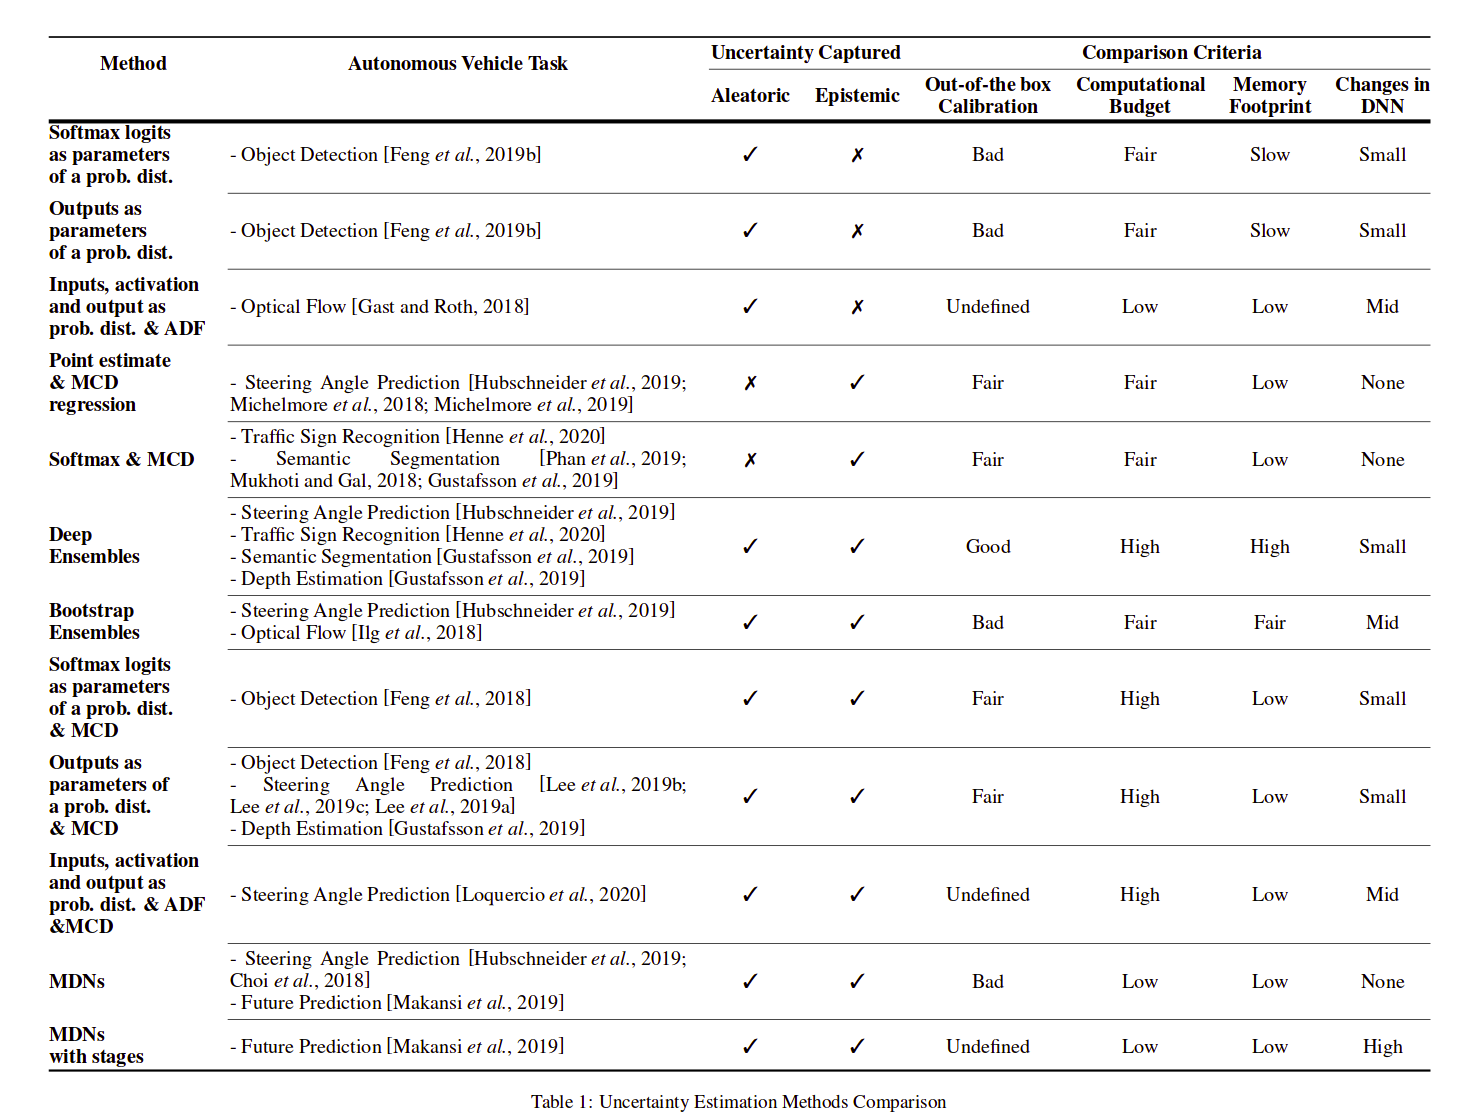 Method Autonomous Vehicle Task Uncertainty Captured Comparison Criteria
Aleatoric Epistemic Out-of-the box Calibration Computational Budget Memory Footprint Changes in DNN
Softmax logits
as parameters
of a prob. dist.
- Object Detection [Feng et al., 2019b] ✓ ✗ Bad Fair Slow Small
Outputs as
parameters
of a prob. dist.
- Object Detection [Feng et al., 2019b] ✓ ✗ Bad Fair Slow Small
Inputs, activation
and output as
prob. dist. & ADF
- Optical Flow [Gast and Roth, 2018] ✓ ✗ Undefined Low Low Mid
Point estimate
& MCD
regression
- Steering Angle Prediction [Hubschneider et al., 2019;
Michelmore et al., 2018; Michelmore et al., 2019]
✗ ✓ Fair Fair Low None
Softmax & MCD
- Traffic Sign Recognition [Henne et al., 2020]
- Semantic Segmentation [Phan et al., 2019;
Mukhoti and Gal, 2018; Gustafsson et al., 2019]
✗ ✓ Fair Fair Low None
Deep
Ensembles
- Steering Angle Prediction [Hubschneider et al., 2019]
- Traffic Sign Recognition [Henne et al., 2020]
- Semantic Segmentation [Gustafsson et al., 2019]
- Depth Estimation [Gustafsson et al., 2019]
✓ ✓ Good High High Small
Bootstrap
Ensembles
- Steering Angle Prediction [Hubschneider et al., 2019]
- Optical Flow [Ilg et al., 2018]
✓ ✓ Bad Fair Fair Mid
Softmax logits
as parameters
of a prob. dist.
& MCD
- Object Detection [Feng et al., 2018] ✓ ✓ Fair High Low Small
Outputs as
parameters of
a prob. dist.
& MCD
- Object Detection [Feng et al., 2018]
- Steering Angle Prediction [Lee et al., 2019b;
Lee et al., 2019c; Lee et al., 2019a]
- Depth Estimation [Gustafsson et al., 2019]
✓ ✓ Fair High Low Small
Inputs, activation
and output as
prob. dist. & ADF
&MCD
- Steering Angle Prediction [Loquercio et al., 2020] ✓ ✓ Undefined High Low Mid
MDNs
- Steering Angle Prediction [Hubschneider et al., 2019;
Choi et al., 2018]
- Future Prediction [Makansi et al., 2019]
✓ ✓ Bad Low Low None
MDNs
with stages
- Future Prediction [Makansi et al., 2019] ✓ ✓ Undefined Low Low High
Table 1: Uncertainty Estimation Methods Comparison